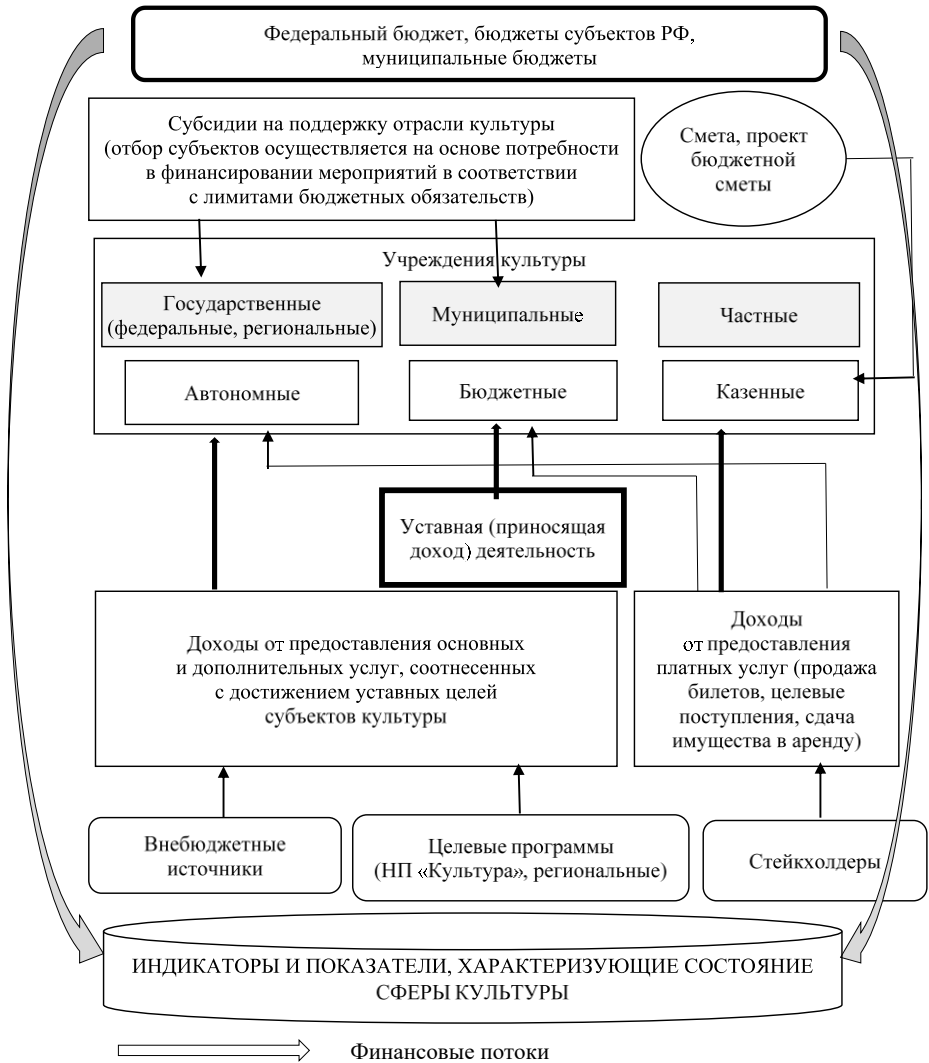 Федеральный бюджет, бюджеты субъектов РФ,
муниципальные бюджеты
Субсидии на поддержку отрасли культуры
(отбор субъектов осуществляется на основе потребности
в финансировании мероприятий в соответствии
с лимитами бюджетных обязательств)
Смета, проект
бюджетной
сметы
Учреждения культуры
Государственные
(федеральные, региональные)
Муниципальные
Частные
Автономные
Бюджетные
Казенные
Уставная (приносящая
доход) деятельность
Доходы от предоставления основных
и дополнительных услуг, соотнесенных
с достижением уставных целей
субъектов культуры
Доходы
от предоставления
платных услуг (продажа
билетов, целевые
поступления, сдача
имущества в аренду)
Внебюджетные
источники
Целевые программы
(НП «Культура», региональные)
Стейкхолдеры
ИНДИКАТОРЫ И ПОКАЗАТЕЛИ, ХАРАКТЕРИЗУЮЩИЕ СОСТОЯНИЕ
СФЕРЫ КУЛЬТУРЫ
Финансовые потоки